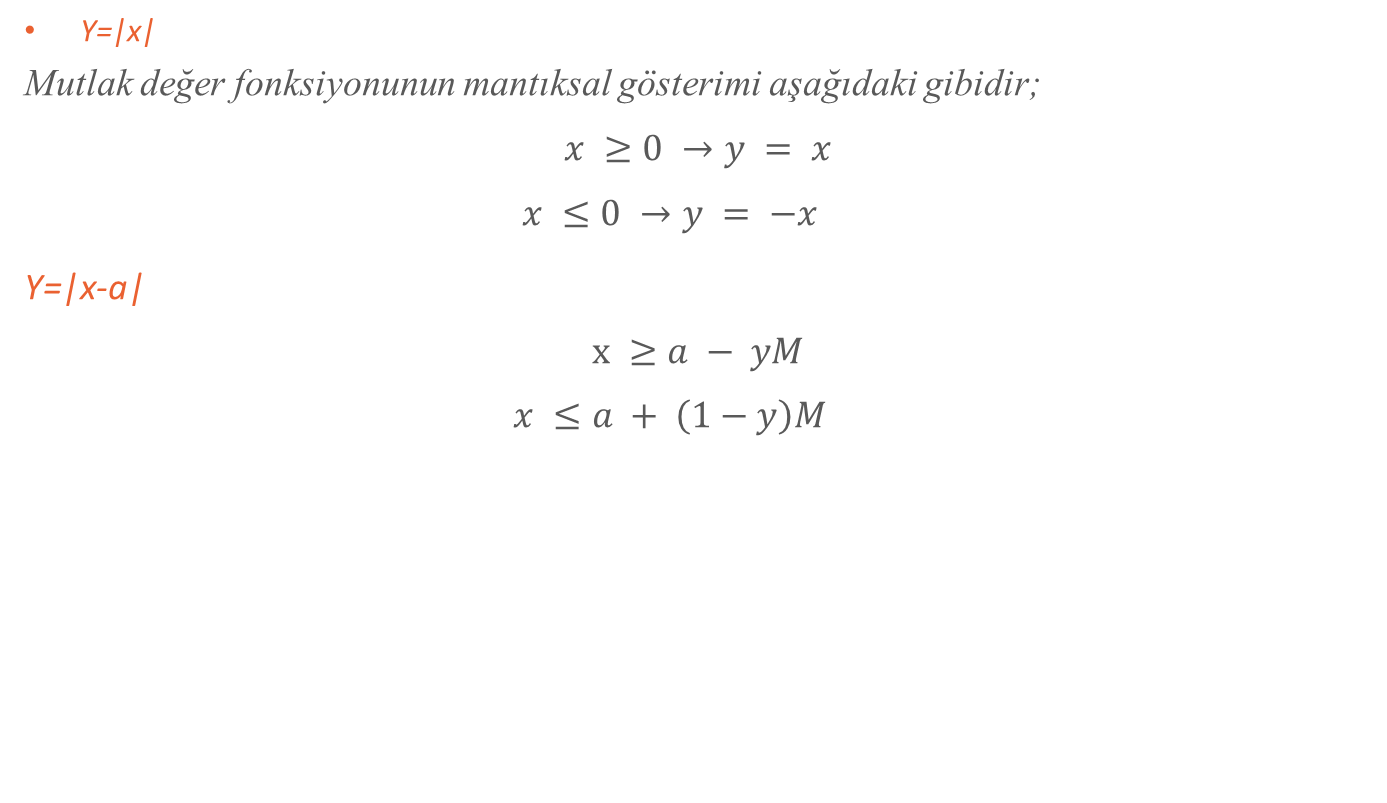 • Y=|x|
Mutlak değer fonksiyonunun mantıksal gösterimi aşağıdaki gibidir;
x ≥ 0 → y = x
x ≤ 0 → y = −x
Y=|x-a|
x ≥ a − yM
x ≤ a + (1 − y)M